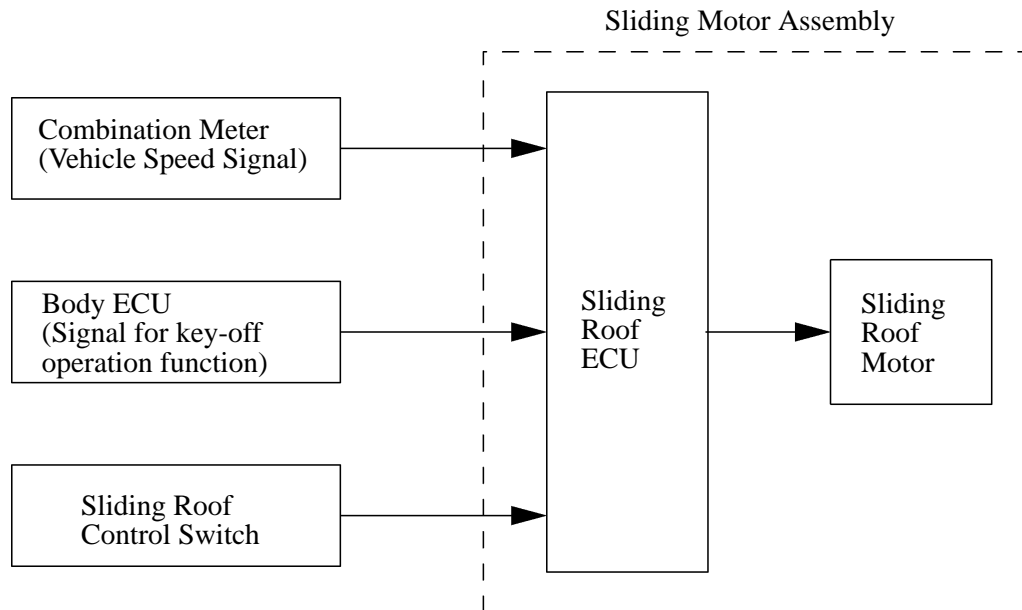 Sliding Motor Assembly
Combination Meter
(Vehicle Speed Signal)
Body ECU
(Signal for key-off
operation function)
Sliding Roof
Control Switch
Sliding
Roof
ECU
Sliding
Roof
Motor